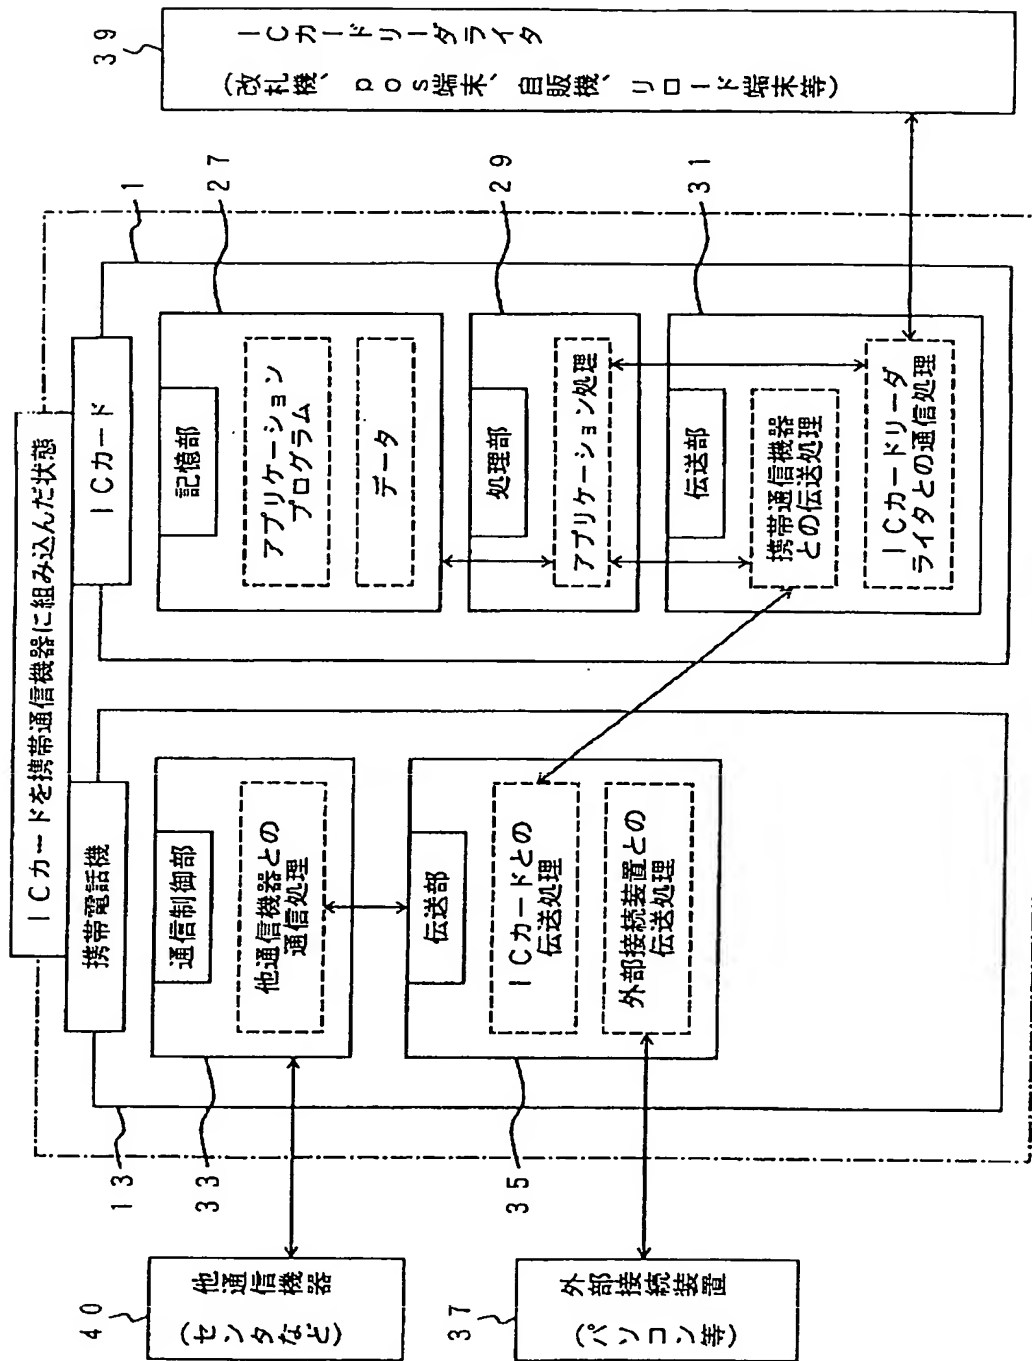 ICカードを携帯通信機器に組み込んだ状態
携帯電話機
13
通信制御部
他通信機器との
通信処理
33
伝送部
ICカードとの
伝送処理
外部接続装置との
伝送処理
35
他通信機器
(センタなど)
40
外部接続装置
(パソコン等)
37
ICカード
1
記憶部
アプリケーション
プログラム
データ
27
処理部
アプリケーション処理
29
伝送部
携帯通信機器
との伝送処理
ICカードリーダ
ライタとの通信処理
31
ICカードリーダライタ
(改札機、pos端末、自販機、リロード端末等)
39